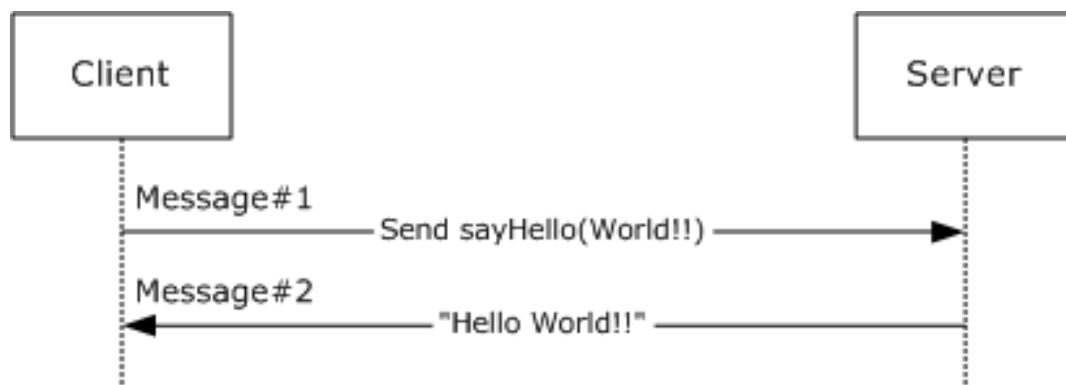 Client
Server
Message#1
Send sayHello(World!!)
Message#2
"Hello World!!"